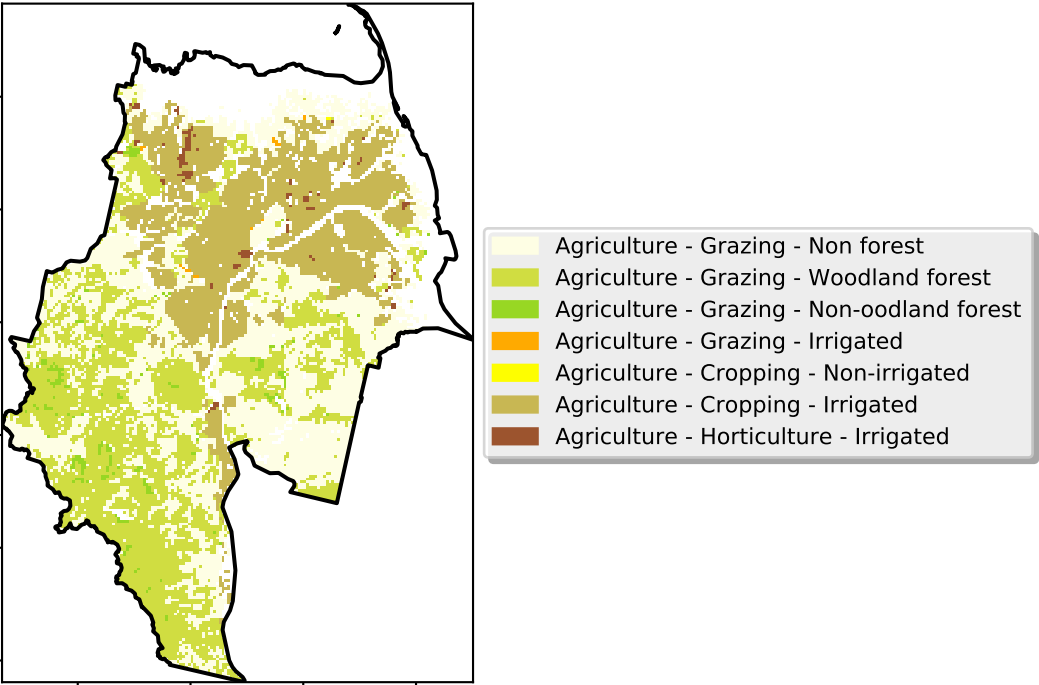 Agriculture - Grazing - Non forest
Agriculture - Grazing - Woodland forest
Agriculture - Grazing - Non-oodland forest
Agriculture - Grazing - Irrigated
Agriculture - Cropping - Non-irrigated
Agriculture - Cropping - Irrigated
Agriculture - Horticulture - Irrigated